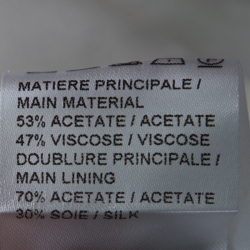 MATIERE PRINCIPALE /
MAIN MATERIAL
53% ACETATE / ACETATE
47% VISCOSE / VISCOSE
DOUBLURE PRINCIPALE /
MAIN LINING
70% ACETATE / ACETATE
30% SOIE / SILK